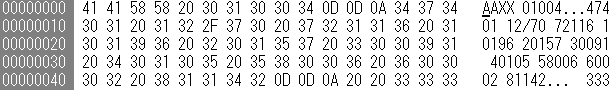 00000000 41 41 58 58 20 30 31 30 30 34 0D 0D 0A 34 37 34 AAXX 01004...474
00000010 30 31 20 31 32 2F 37 30 20 37 32 31 31 36 20 31 01 12/70 72116 1
00000020 30 31 39 36 20 32 30 31 35 37 20 33 30 30 39 31 0196 20157 30091
00000030 20 34 30 31 30 35 20 35 38 30 30 36 20 36 30 30 40105 58006 600
00000040 30 32 20 38 31 31 34 32 0D 0D 0A 20 20 33 33 33 02 81142... 333